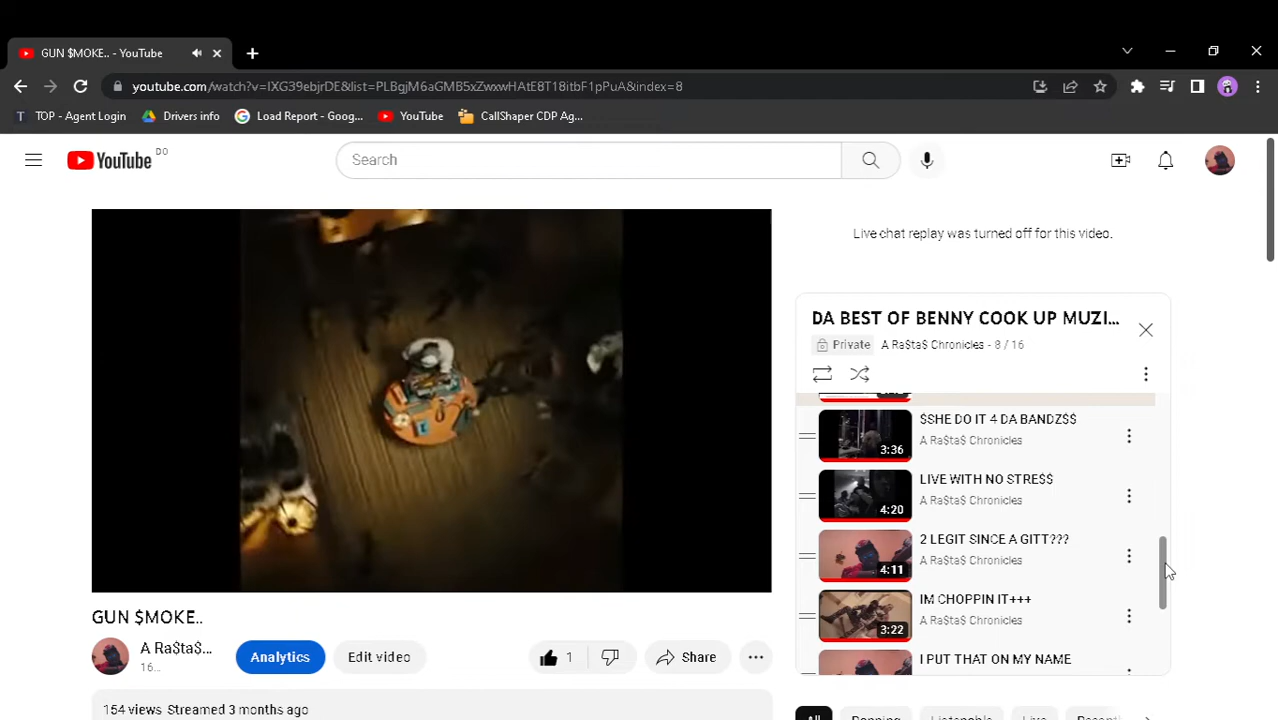 GUN $MOKE.. - YouTube
youtube.com/watch?v=IXG39ebjrDE&list=PLBgjM6aGMB5xZwxwHAtE8T18itbF1pPuA&index=8
TOP - Agent Login
Drivers info
Load Report - Goog...
YouTube
CallShaper CDP Ag...
YouTube DO
Search
Live chat replay was turned off for this video.
DA BEST OF BENNY COOK UP MUZI...
Private A Ra$ta$ Chronicles - 8 / 16
$SHE DO IT 4 DA BANDZ$$
A Ra$ta$ Chronicles
3:36
LIVE WITH NO STRE$$
A Ra$ta$ Chronicles
4:20
2 LEGIT SINCE A GITT???
A Ra$ta$ Chronicles
4:11
IM CHOPPIN IT+++
A Ra$ta$ Chronicles
3:22
I PUT THAT ON MY NAME
GUN $MOKE..
A Ra$ta$...
16...
Analytics
Edit video
1
Share
154 views Streamed 3 months ago
All
Listenable
Live